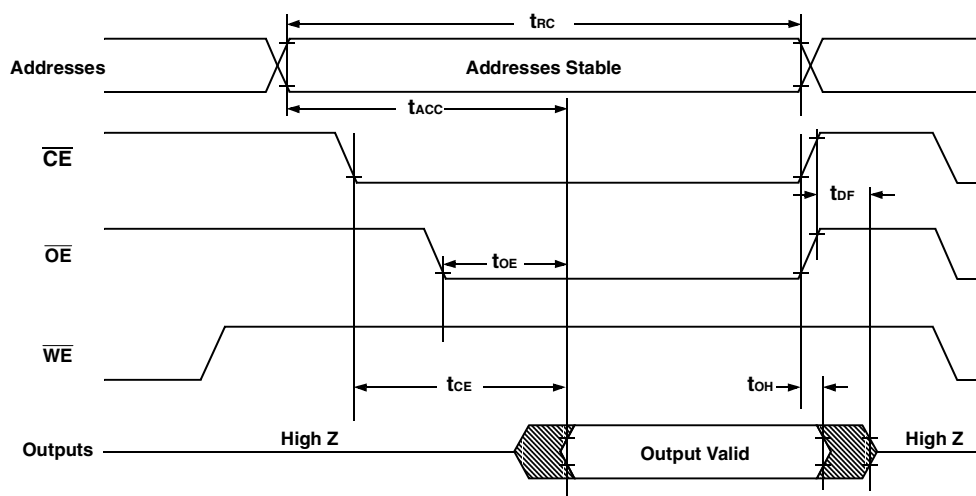 tRC
Addresses
Addresses Stable
tACC
CE
tDF
OE
tOE
WE
tCE
tOH
Outputs
High Z
Output Valid
High Z